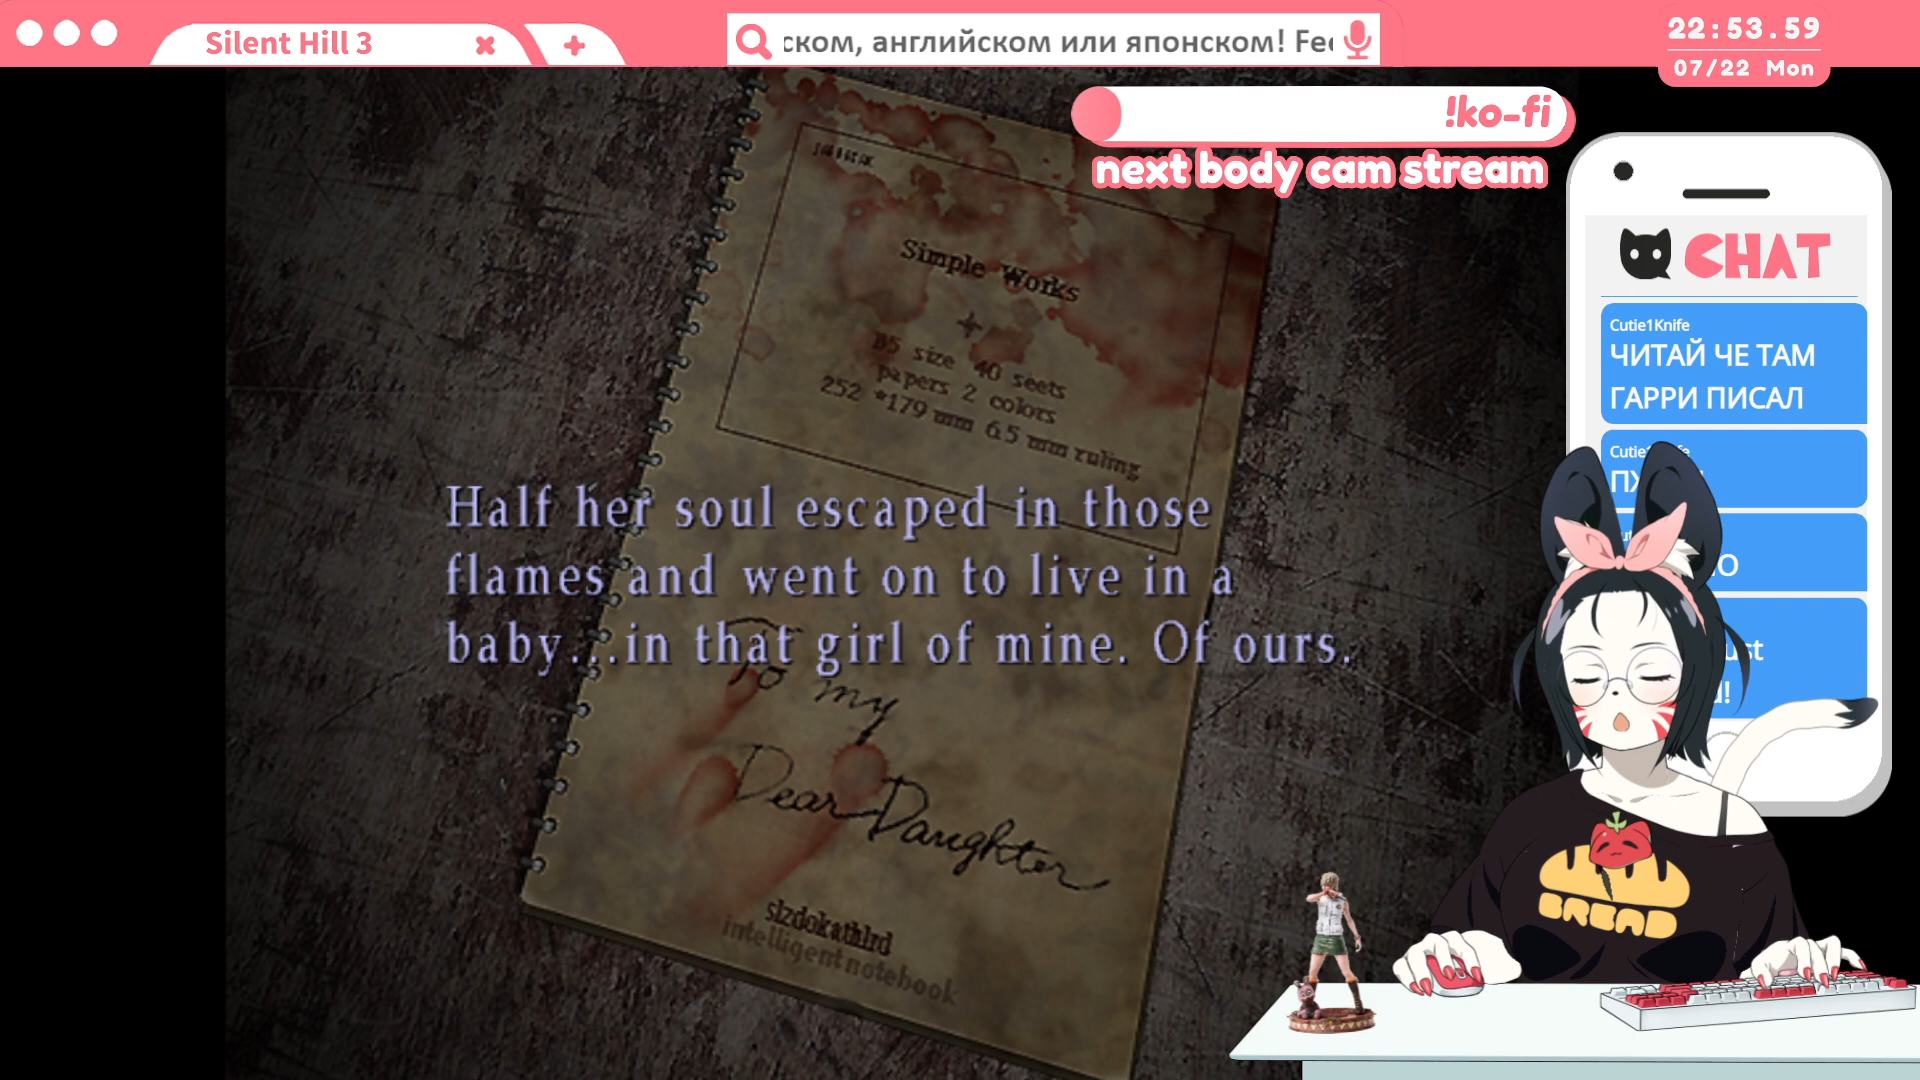 Silent Hill 3
ском, английском или японском! Fee
22:53.59
07/22 Mon
!ko-fi
next body cam stream
CHAT
Cutie1Knife
ЧИТАЙ ЧЕ ТАМ
ГАРРИ ПИСАЛ
Simple Works
B5 size 40 seets
papers 2 colors
252 *179 mm 6.5 mm ruling
Half her soul escaped in those
flames and went on to live in a
baby...in that girl of mine. Of ours.
To my
Dear Daughter
intelligent notebook
BREAD